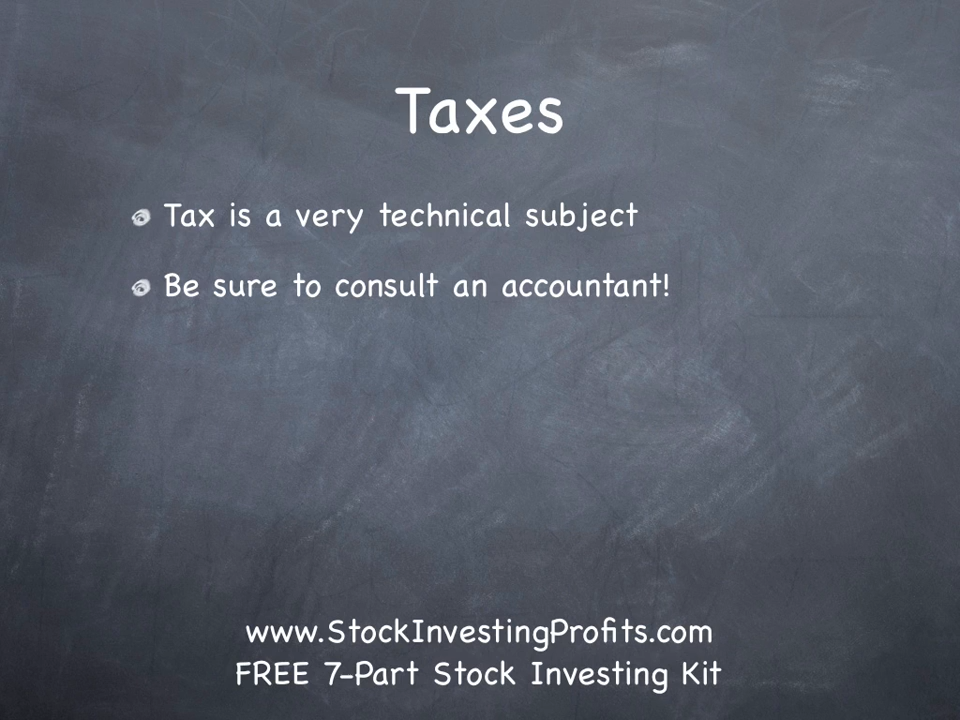 Taxes
Tax is a very technical subject
Be sure to consult an accountant!
www.StockInvestingProfits.com
FREE 7-Part Stock Investing Kit